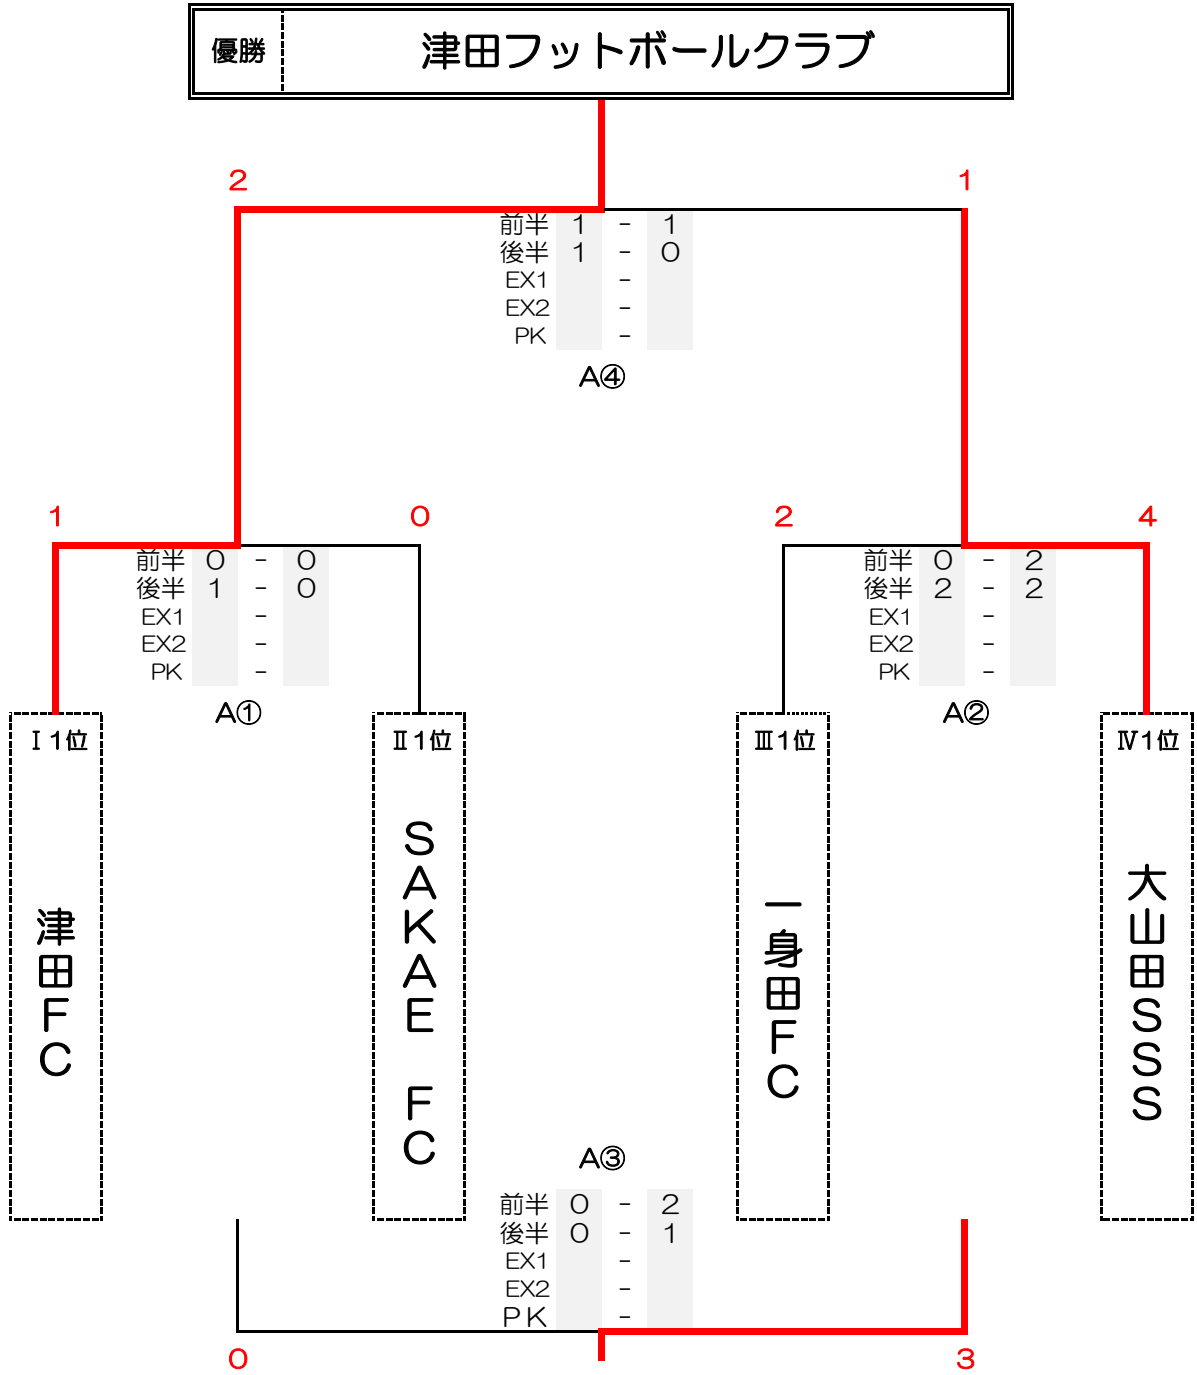 優勝 津田フットボールクラブ
2 1
前半 1 - 1
後半 1 - 0
EX1 -
EX2 -
PK -
A④
1 0 2 4
前半 0 - 0 前半 0 - 2
後半 1 - 0 後半 2 - 2
EX1 - EX1 -
EX2 - EX2 -
PK - PK -
A① A②
Ⅰ1位 Ⅱ1位 Ⅲ1位 Ⅳ1位
津田FC
SAKAE FC
一身田FC
大山田SSS
A③
前半 0 - 2
後半 0 - 1
EX1 -
EX2 -
PK -
0 3